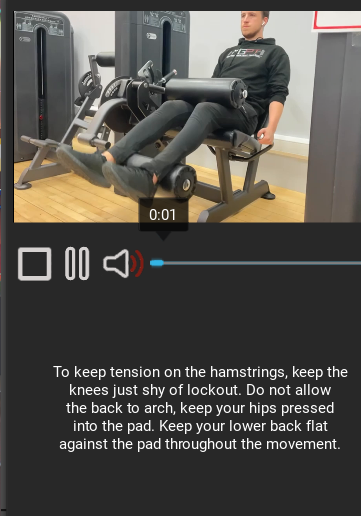 0:01
To keep tension on the hamstrings, keep the
knees just shy of lockout. Do not allow
the back to arch, keep your hips pressed
into the pad. Keep your lower back flat
against the pad throughout the movement.